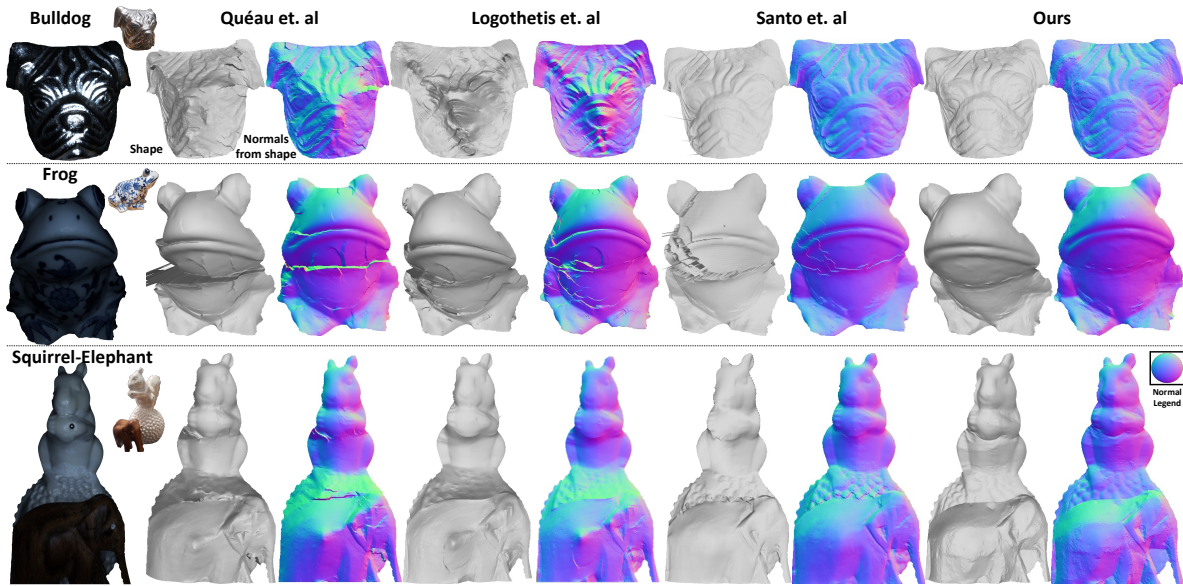 Bulldog
Quéau et. al
Logothetis et. al
Santo et. al
Ours
Shape
Normals
from shape
Frog
Squirrel-Elephant
Normal
Legend